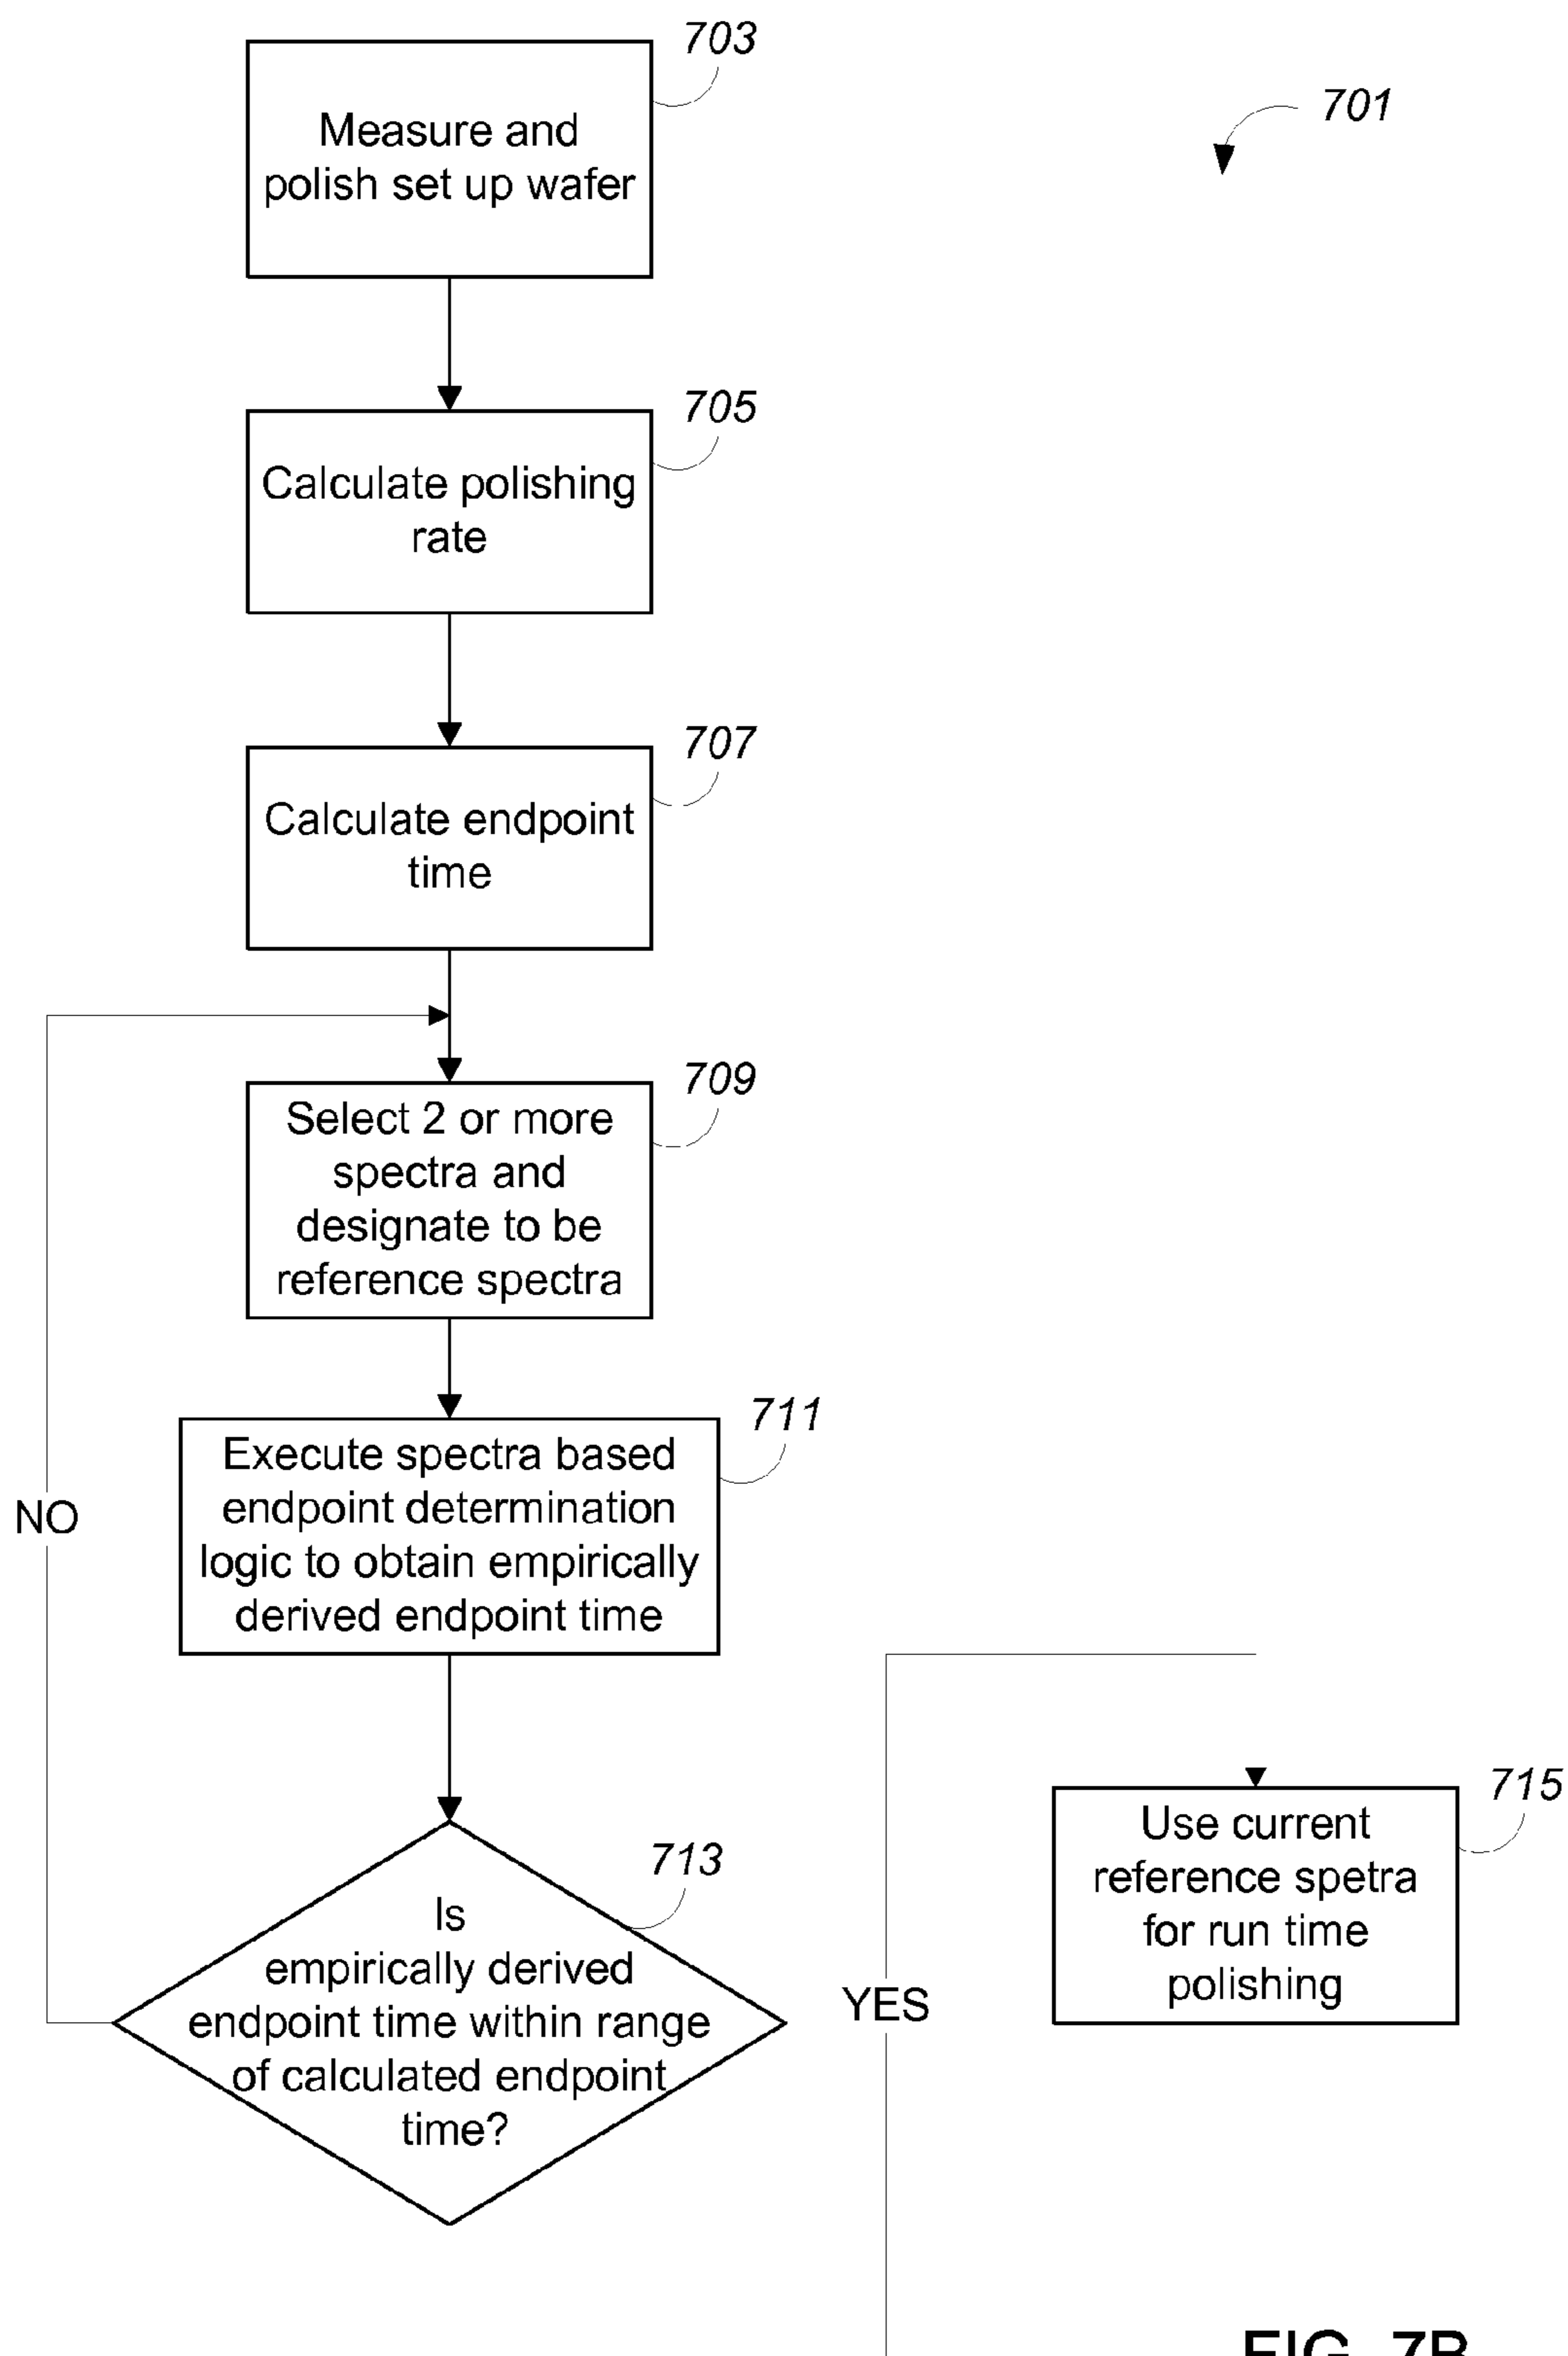 703
701
Measure and
polish set up wafer
705
Calculate polishing
rate
707
Calculate endpoint
time
709
Select 2 or more
spectra and
designate to be
reference spectra
711
Execute spectra based
endpoint determination
logic to obtain empirically
derived endpoint time
NO
713
Is
empirically derived
endpoint time within range
of calculated endpoint
time?
YES
715
Use current
reference spetra
for run time
polishing
FIG. 7B